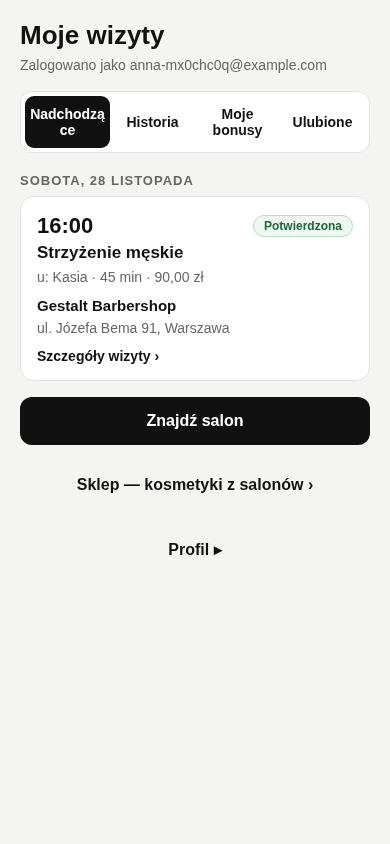 Moje wizyty
Zalogowano jako anna-mx0chc0q@example.com
Nadchodzą
ce
Historia
Moje
bonusy
Ulubione
SOBOTA, 28 LISTOPADA
16:00
Potwierdzona
Strzyżenie męskie
u: Kasia · 45 min · 90,00 zł
Gestalt Barbershop
ul. Józefa Bema 91, Warszawa
Szczegóły wizyty ›
Znajdź salon
Sklep — kosmetyki z salonów ›
Profil ▸